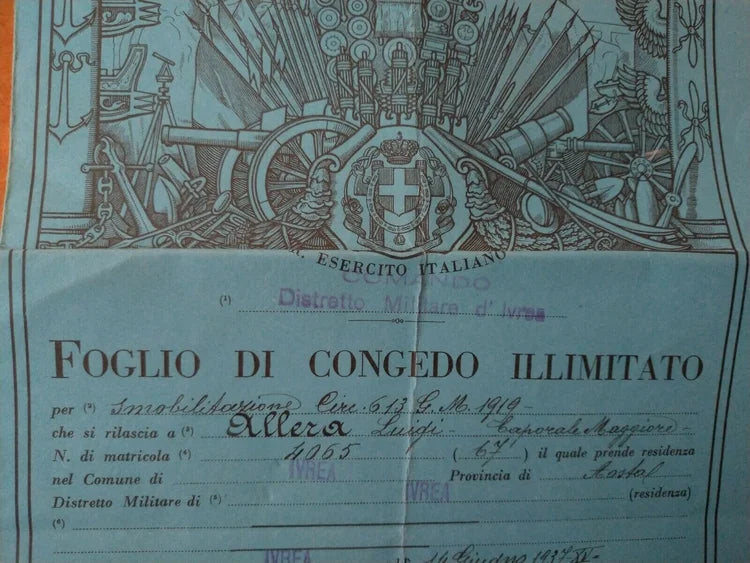 R. ESERCITO ITALIANO
COMANDO
(1) Distretto Militare d' Ivrea
FOGLIO DI CONGEDO ILLIMITATO
per (2) smobilitazione Circ. 613 G. M. 1919
che si rilascia a (3) Allera Luigi - Caporale Maggiore -
N. di matricola (4) 4065 (67) il quale prende residenza
nel Comune di IVREA Provincia di Aosta
Distretto Militare di (5) IVREA (residenza)
(6)
IVREA 14 Giugno 1937 XV